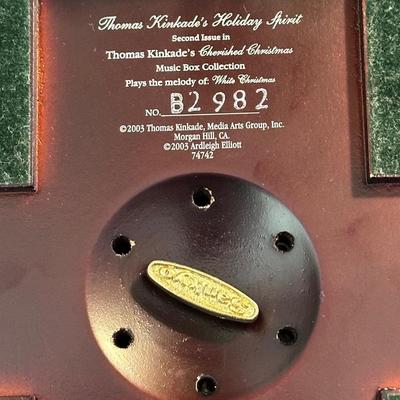 Thomas Kinkade's Holiday Spirit
Second Issue in
Thomas Kinkade's Cherished Christmas
Music Box Collection
Plays the melody of: White Christmas
NO. B2982
©2003 Thomas Kinkade, Media Arts Group, Inc.
Morgan Hill, CA.
©2003 Ardleigh Elliott
74742
SANKYO